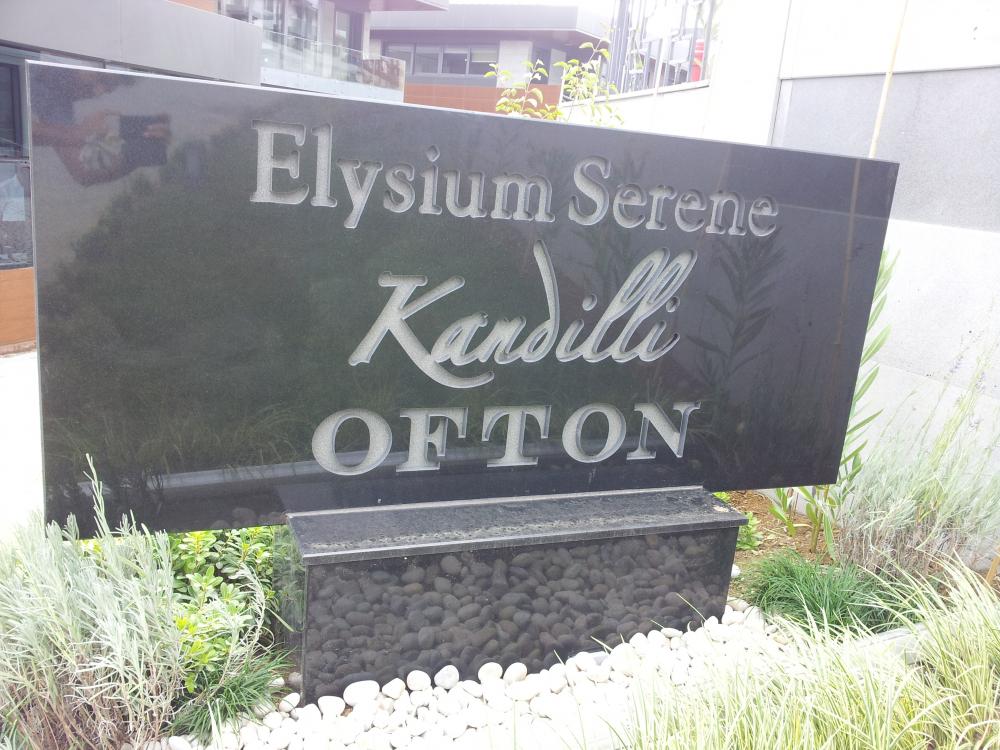 Elysium Serene
Kandilli
OFTON